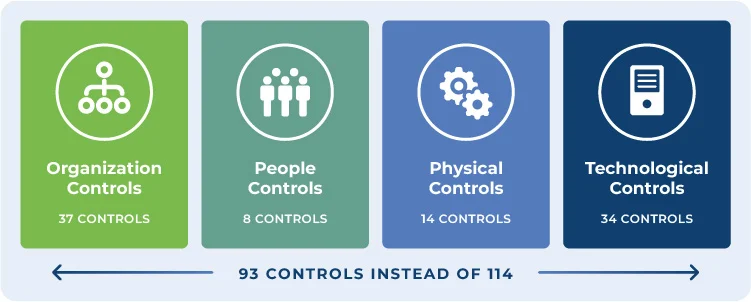 Organization
Controls
37 CONTROLS
People
Controls
8 CONTROLS
Physical
Controls
14 CONTROLS
Technological
Controls
34 CONTROLS
93 CONTROLS INSTEAD OF 114